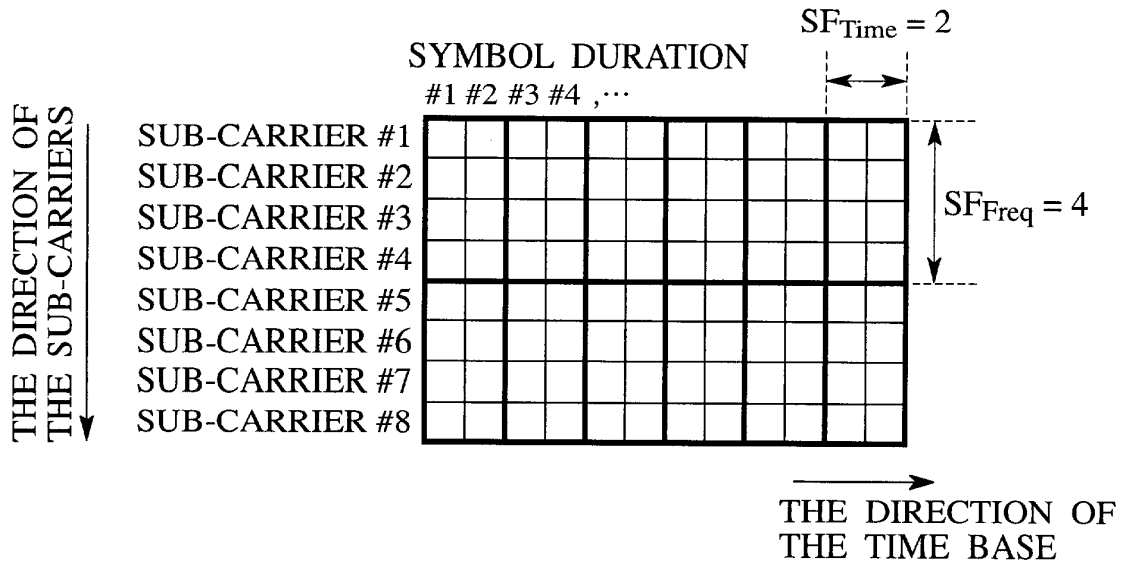 SF_Time = 2
SYMBOL DURATION
#1 #2 #3 #4 ,···
THE DIRECTION OF
THE SUB-CARRIERS
SUB-CARRIER #1
SUB-CARRIER #2
SUB-CARRIER #3
SUB-CARRIER #4
SUB-CARRIER #5
SUB-CARRIER #6
SUB-CARRIER #7
SUB-CARRIER #8
SF_Freq = 4
THE DIRECTION OF
THE TIME BASE